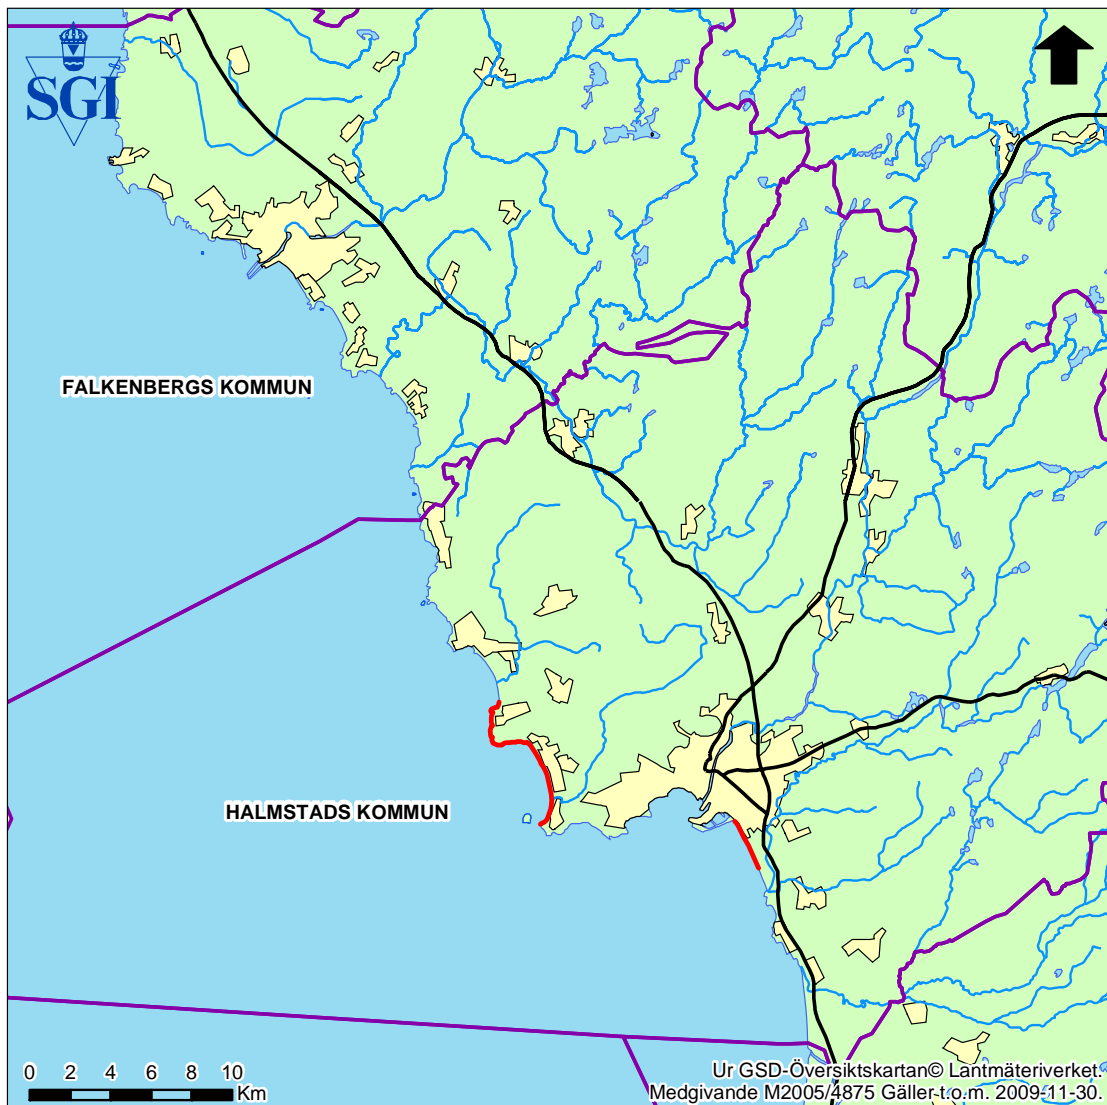 SGI
FALKENBERGS KOMMUN
HALMSTADS KOMMUN
0 2 4 6 8 10
Km
Ur GSD-Översiktskartan© Lantmäteriverket.
Medgivande M2005/4875 Gäller t.o.m. 2009-11-30.